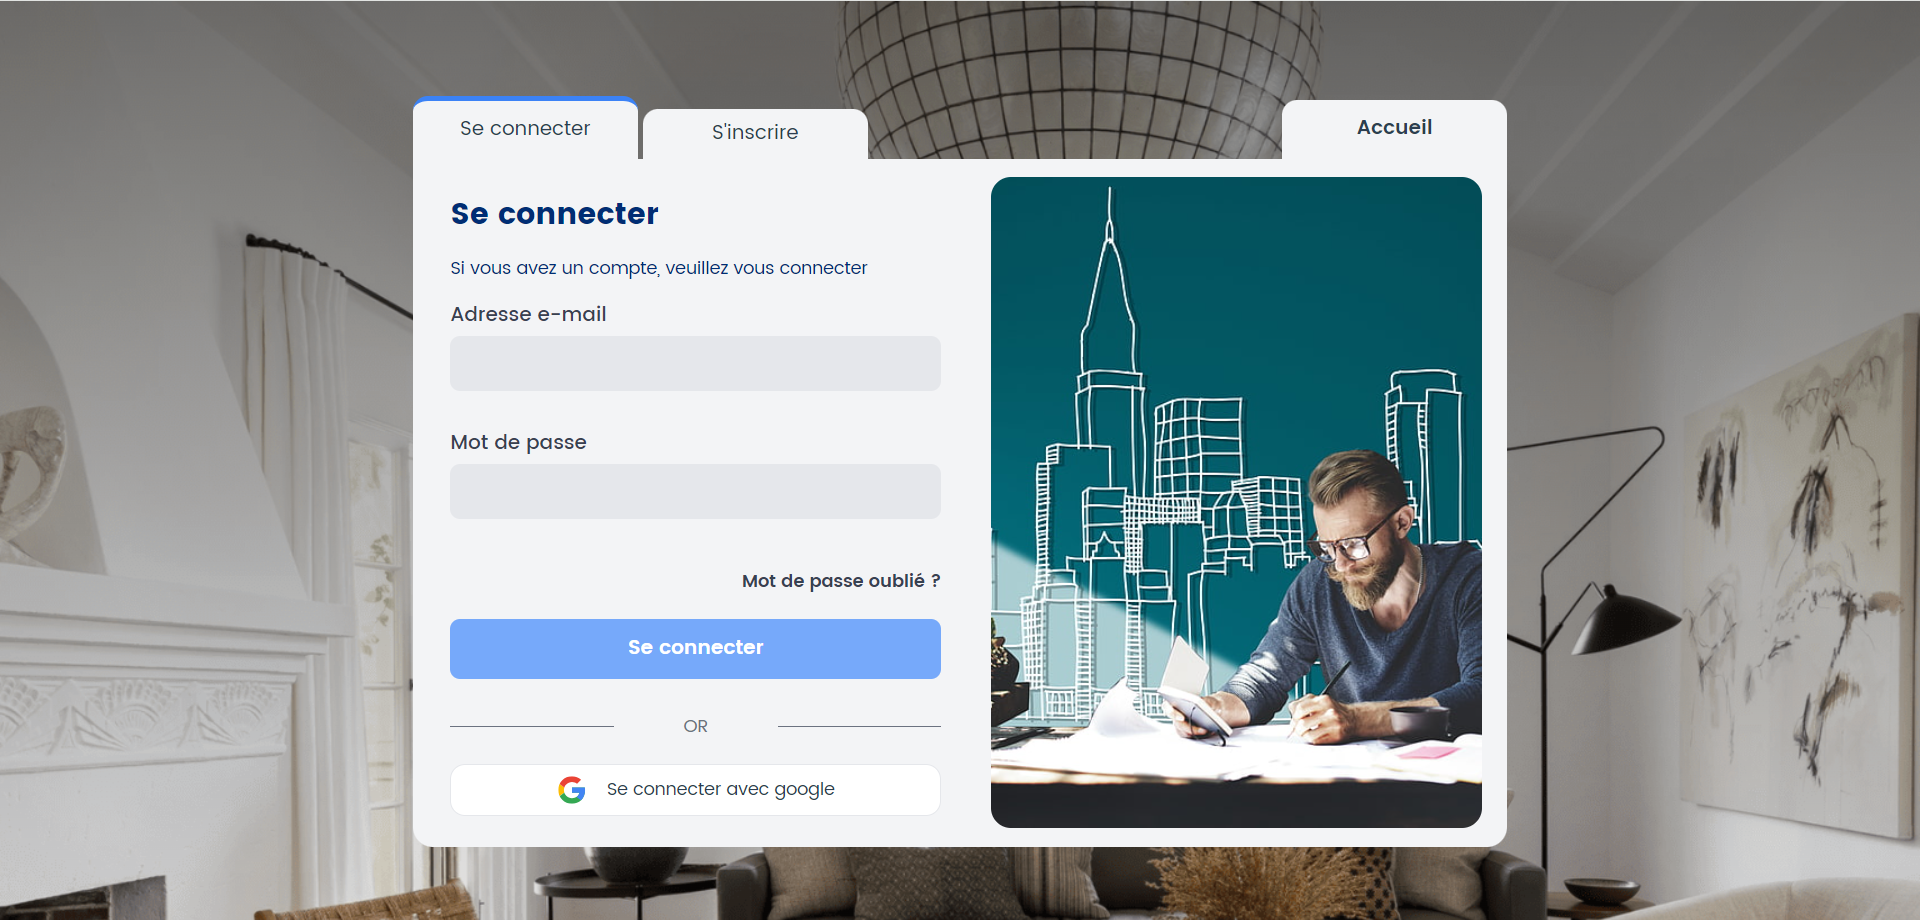 Se connecter
S'inscrire
Accueil
Se connecter
Si vous avez un compte, veuillez vous connecter
Adresse e-mail
Mot de passe
Mot de passe oublié ?
Se connecter
OR
Se connecter avec google